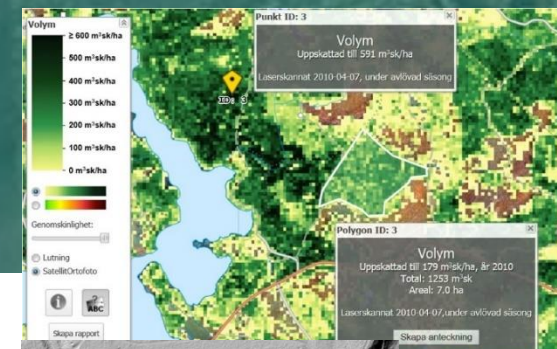 Volym
≥ 600 m³sk/ha
500 m³sk/ha
400 m³sk/ha
300 m³sk/ha
200 m³sk/ha
100 m³sk/ha
0 m³sk/ha
Genomskinlighet:
Lutning
SatellitOrtofoto
ABC
Skapa rapport
Punkt ID: 3
Volym
Uppskattad till 591 m³sk/ha
Laserskannat 2010-04-07, under avlövad säsong
ID: 3
Polygon ID: 3
Volym
Uppskattad till 179 m³sk/ha, år 2010
Total: 1253 m³sk
Areal: 7.0 ha
Laserskannat 2010-04-07,under avlövad säsong
Skapa anteckning